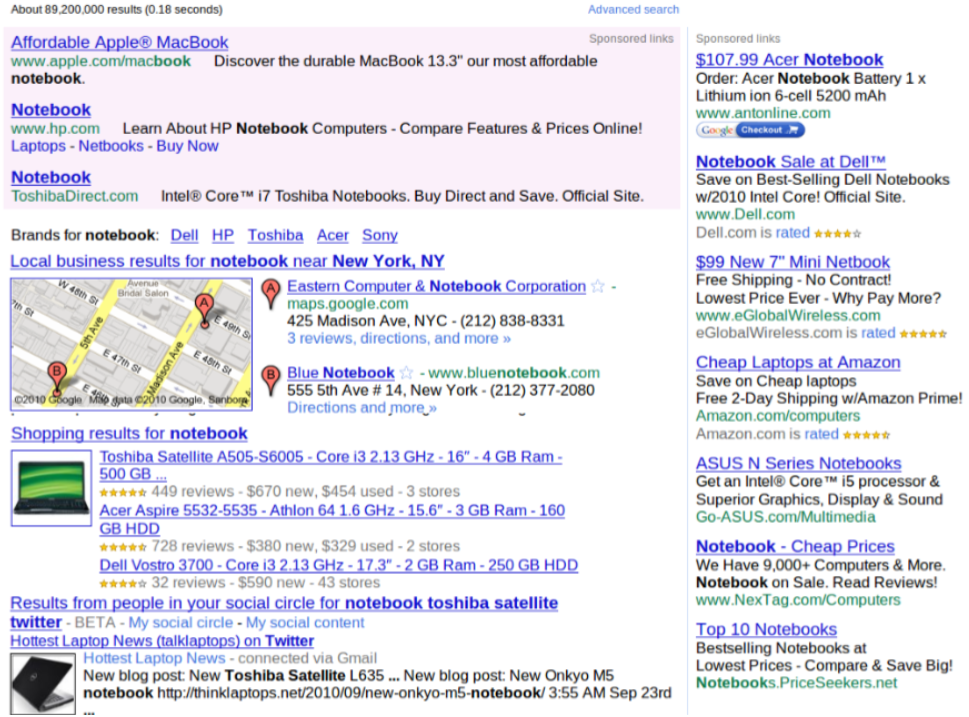 About 89,200,000 results (0.18 seconds)
Advanced search
Sponsored links
Affordable Apple® MacBook
www.apple.com/macbook Discover the durable MacBook 13.3" our most affordable
notebook.
Notebook
www.hp.com Learn About HP Notebook Computers - Compare Features & Prices Online!
Laptops - Netbooks - Buy Now
Notebook
ToshibaDirect.com Intel® Core™ i7 Toshiba Notebooks. Buy Direct and Save. Official Site.
Brands for notebook: Dell HP Toshiba Acer Sony
Local business results for notebook near New York, NY
W 48th St
Avenue
Bridal Salon
7th St
A
E 49th St
5th Ave
E 48th St
E 47th St
Madison Ave
B
E 46th St
©2010 Google Map data ©2010 Google, Sanborn
A
Eastern Computer & Notebook Corporation ☆ -
maps.google.com
425 Madison Ave, NYC - (212) 838-8331
3 reviews, directions, and more »
B
Blue Notebook ☆ - www.bluenotebook.com
555 5th Ave # 14, New York - (212) 377-2080
Directions and more »
Shopping results for notebook
Toshiba Satellite A505-S6005 - Core i3 2.13 GHz - 16" - 4 GB Ram -
500 GB ...
449 reviews - $670 new, $454 used - 3 stores
Acer Aspire 5532-5535 - Athlon 64 1.6 GHz - 15.6" - 3 GB Ram - 160
GB HDD
728 reviews - $380 new, $329 used - 2 stores
Dell Vostro 3700 - Core i3 2.13 GHz - 17.3" - 2 GB Ram - 250 GB HDD
32 reviews - $590 new - 43 stores
Results from people in your social circle for notebook toshiba satellite
twitter - BETA - My social circle - My social content
Hottest Laptop News (talklaptops) on Twitter
Hottest Laptop News - connected via Gmail
New blog post: New Toshiba Satellite L635 ... New blog post: New Onkyo M5
notebook http://thinklaptops.net/2010/09/new-onkyo-m5-notebook/ 3:55 AM Sep 23rd
...
Sponsored links
$107.99 Acer Notebook
Order: Acer Notebook Battery 1 x
Lithium ion 6-cell 5200 mAh
www.antonline.com
Google Checkout
Notebook Sale at Dell™
Save on Best-Selling Dell Notebooks
w/2010 Intel Core! Official Site.
www.Dell.com
Dell.com is rated
$99 New 7" Mini Netbook
Free Shipping - No Contract!
Lowest Price Ever - Why Pay More?
www.eGlobalWireless.com
eGlobalWireless.com is rated
Cheap Laptops at Amazon
Save on Cheap laptops
Free 2-Day Shipping w/Amazon Prime!
Amazon.com/computers
Amazon.com is rated
ASUS N Series Notebooks
Get an Intel® Core™ i5 processor &
Superior Graphics, Display & Sound
Go-ASUS.com/Multimedia
Notebook - Cheap Prices
We Have 9,000+ Computers & More.
Notebook on Sale. Read Reviews!
www.NexTag.com/Computers
Top 10 Notebooks
Bestselling Notebooks at
Lowest Prices - Compare & Save Big!
Notebooks.PriceSeekers.net